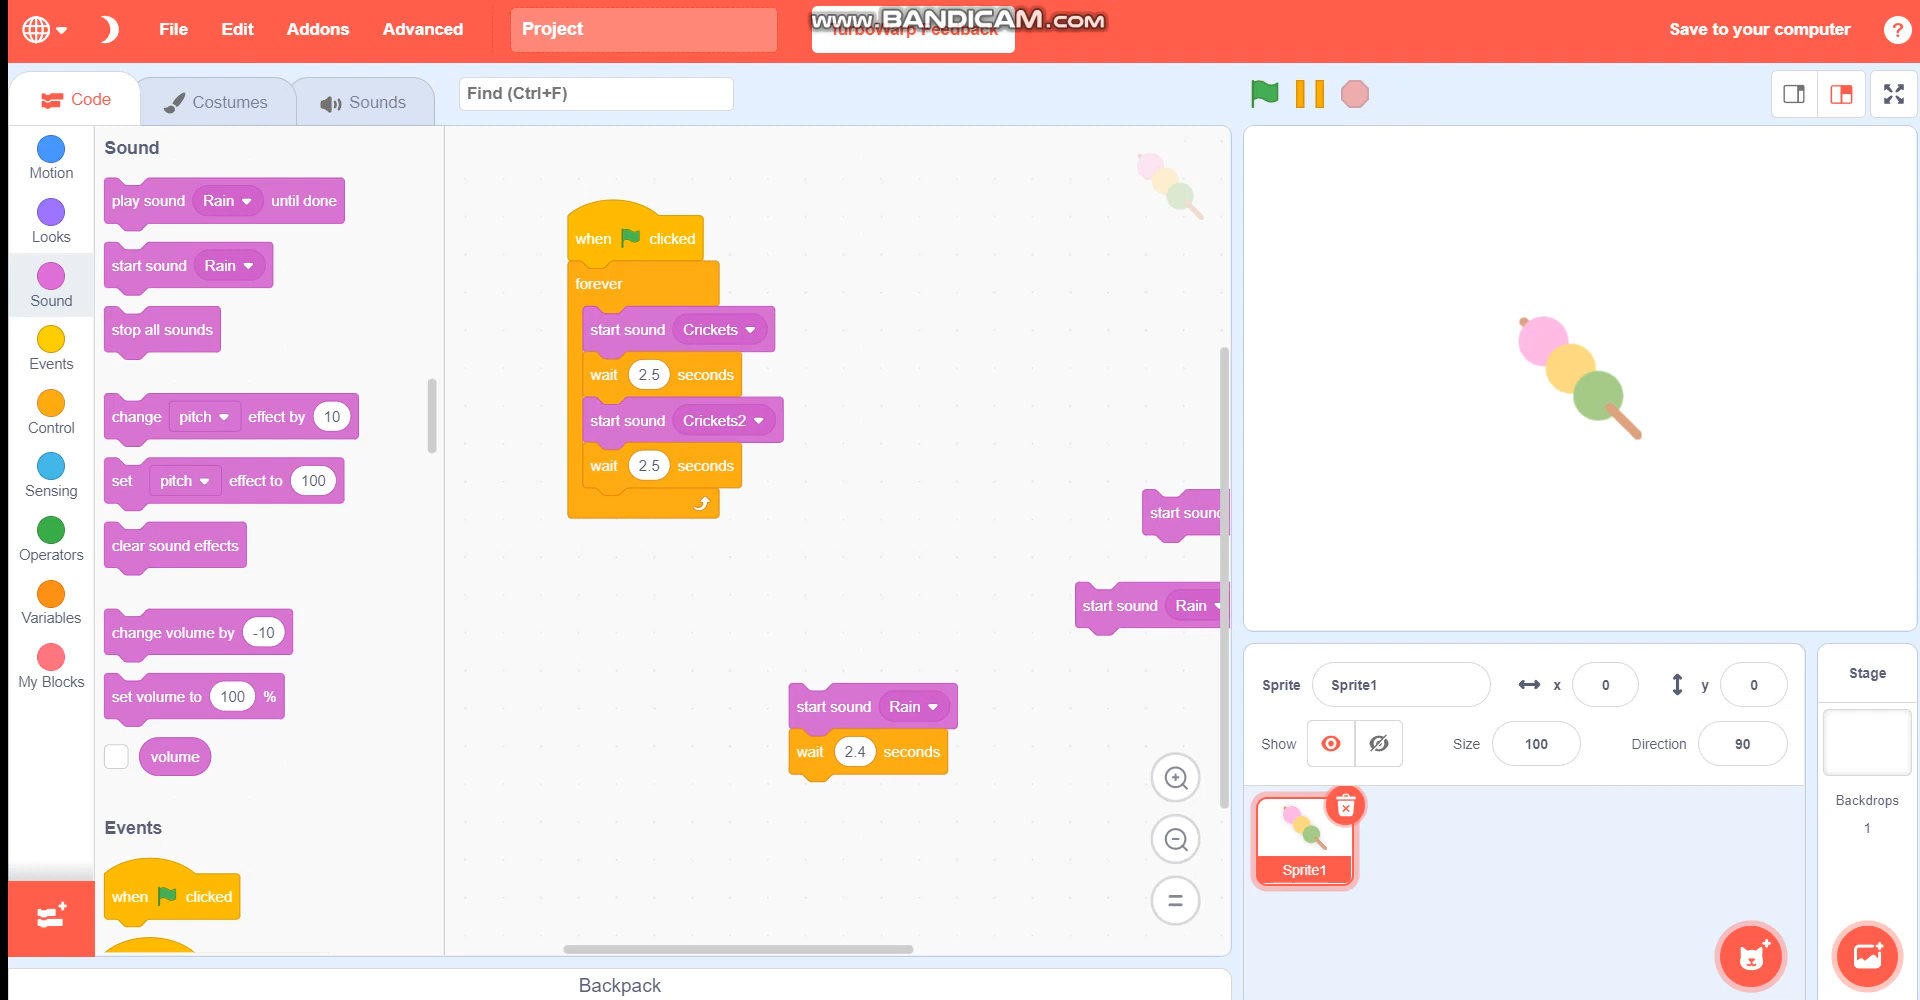 File
Edit
Addons
Advanced
Project
www.BANDICAM.com
TurboWarp Feedback
Save to your computer
?
Code
Costumes
Sounds
Find (Ctrl+F)
Motion
Looks
Sound
Events
Control
Sensing
Operators
Variables
My Blocks
Sound
play sound Rain until done
start sound Rain
stop all sounds
change pitch effect by 10
set pitch effect to 100
clear sound effects
change volume by -10
set volume to 100 %
volume
Events
when clicked
when clicked
forever
start sound Crickets
wait 2.5 seconds
start sound Crickets2
wait 2.5 seconds
start sound
start sound Rain
start sound Rain
wait 2.4 seconds
Backpack
Sprite Sprite1 x 0 y 0
Show Size 100 Direction 90
Sprite1
Stage
Backdrops
1